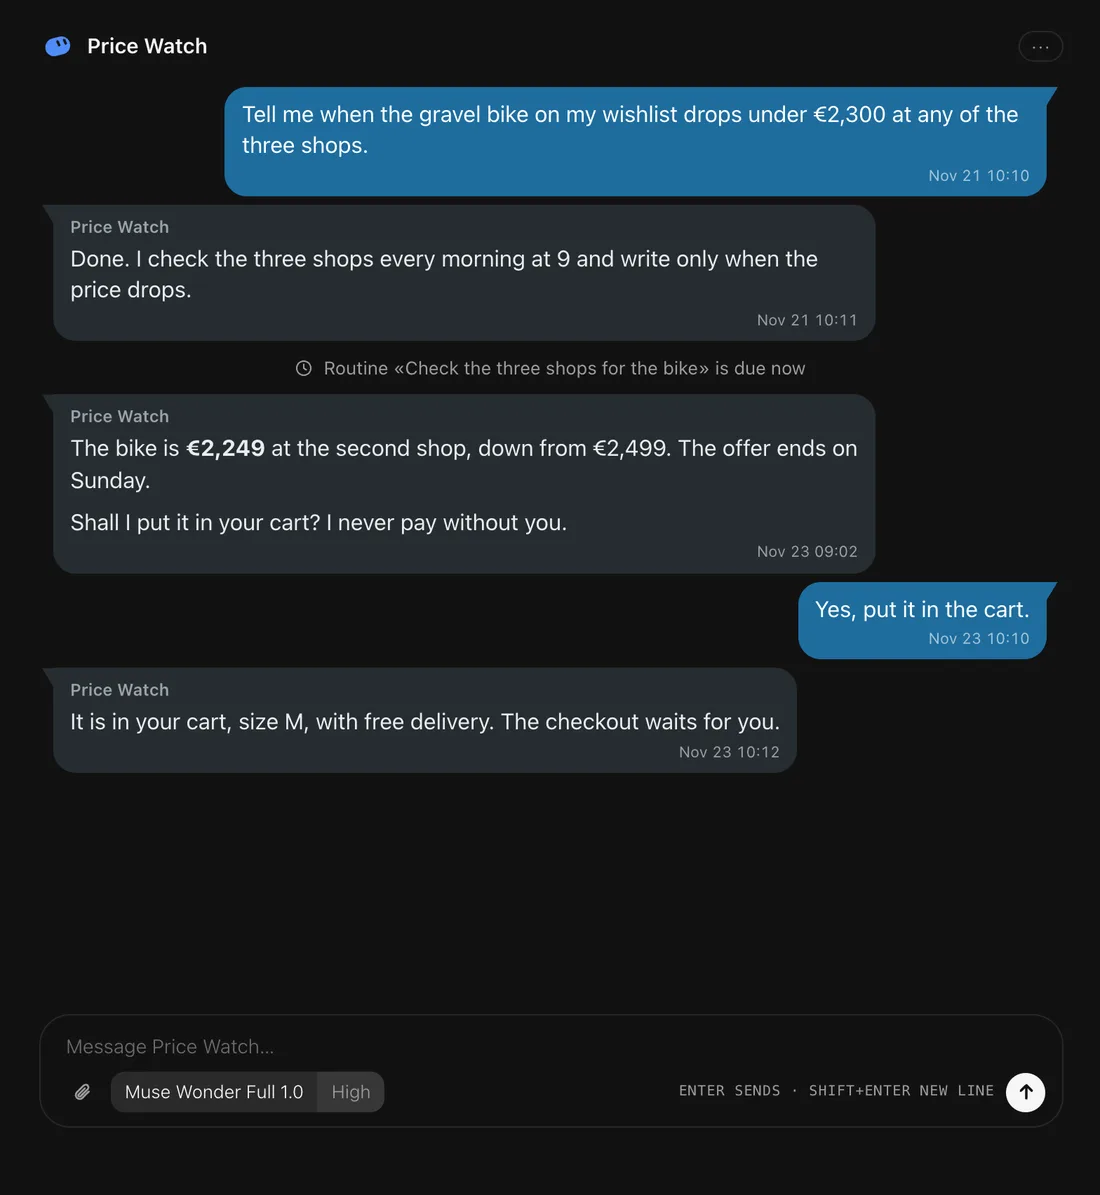 Price Watch
...
Tell me when the gravel bike on my wishlist drops under €2,300 at any of the
three shops.
Nov 21 10:10
Price Watch
Done. I check the three shops every morning at 9 and write only when the
price drops.
Nov 21 10:11
Routine «Check the three shops for the bike» is due now
Price Watch
The bike is €2,249 at the second shop, down from €2,499. The offer ends on
Sunday.
Shall I put it in your cart? I never pay without you.
Nov 23 09:02
Yes, put it in the cart.
Nov 23 10:10
Price Watch
It is in your cart, size M, with free delivery. The checkout waits for you.
Nov 23 10:12
Message Price Watch...
Muse Wonder Full 1.0 High
ENTER SENDS · SHIFT+ENTER NEW LINE